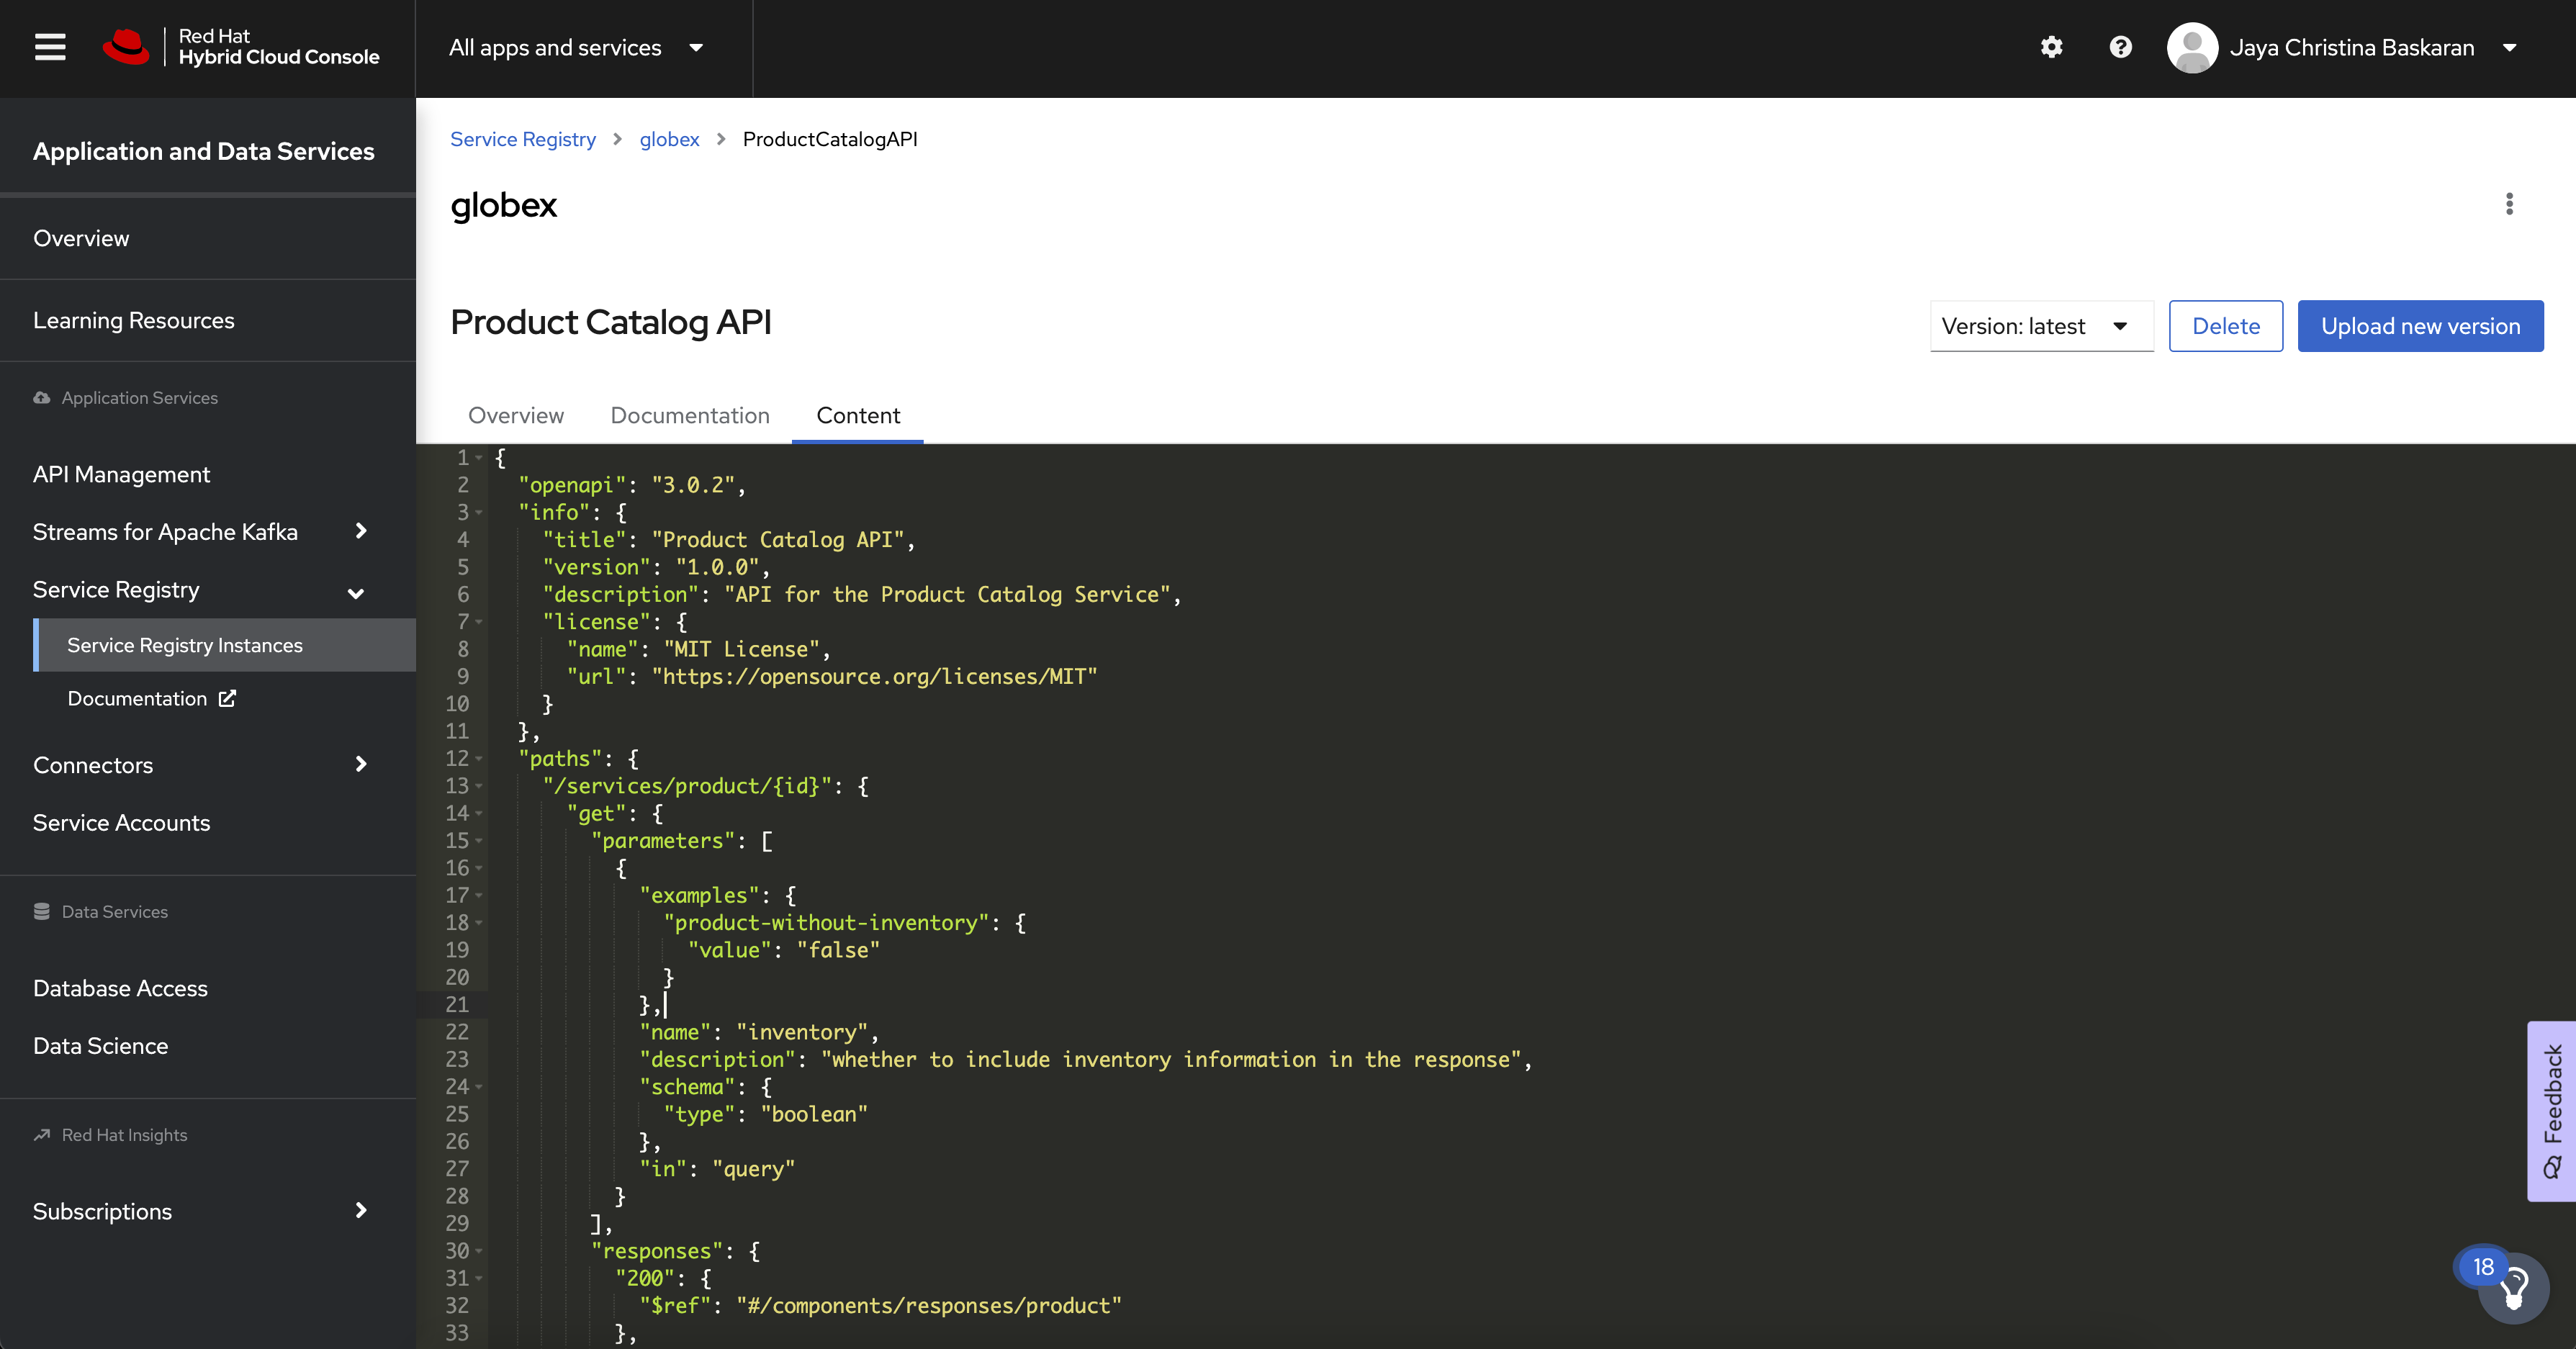 Red Hat
Hybrid Cloud Console
All apps and services
Jaya Christina Baskaran
Application and Data Services
Overview
Learning Resources
Application Services
API Management
Streams for Apache Kafka
Service Registry
Service Registry Instances
Documentation
Connectors
Service Accounts
Data Services
Database Access
Data Science
Red Hat Insights
Subscriptions
Service Registry > globex > ProductCatalogAPI
globex
Product Catalog API
Version: latest
Delete
Upload new version
Overview Documentation Content
1 {
2 "openapi": "3.0.2",
3 "info": {
4 "title": "Product Catalog API",
5 "version": "1.0.0",
6 "description": "API for the Product Catalog Service",
7 "license": {
8 "name": "MIT License",
9 "url": "https://opensource.org/licenses/MIT"
10 }
11 },
12 "paths": {
13 "/services/product/{id}": {
14 "get": {
15 "parameters": [
16 {
17 "examples": {
18 "product-without-inventory": {
19 "value": "false"
20 }
21 },
22 "name": "inventory",
23 "description": "whether to include inventory information in the response",
24 "schema": {
25 "type": "boolean"
26 },
27 "in": "query"
28 }
29 ],
30 "responses": {
31 "200": {
32 "$ref": "#/components/responses/product"
33 },
Feedback
18